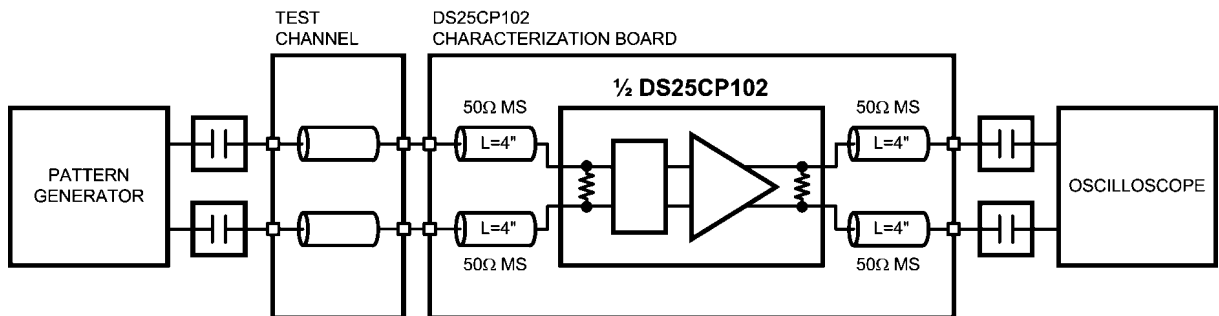 TEST
CHANNEL
DS25CP102
CHARACTERIZATION BOARD
½ DS25CP102
50Ω MS
50Ω MS
L=4"
L=4"
PATTERN
GENERATOR
OSCILLOSCOPE
L=4"
L=4"
50Ω MS
50Ω MS